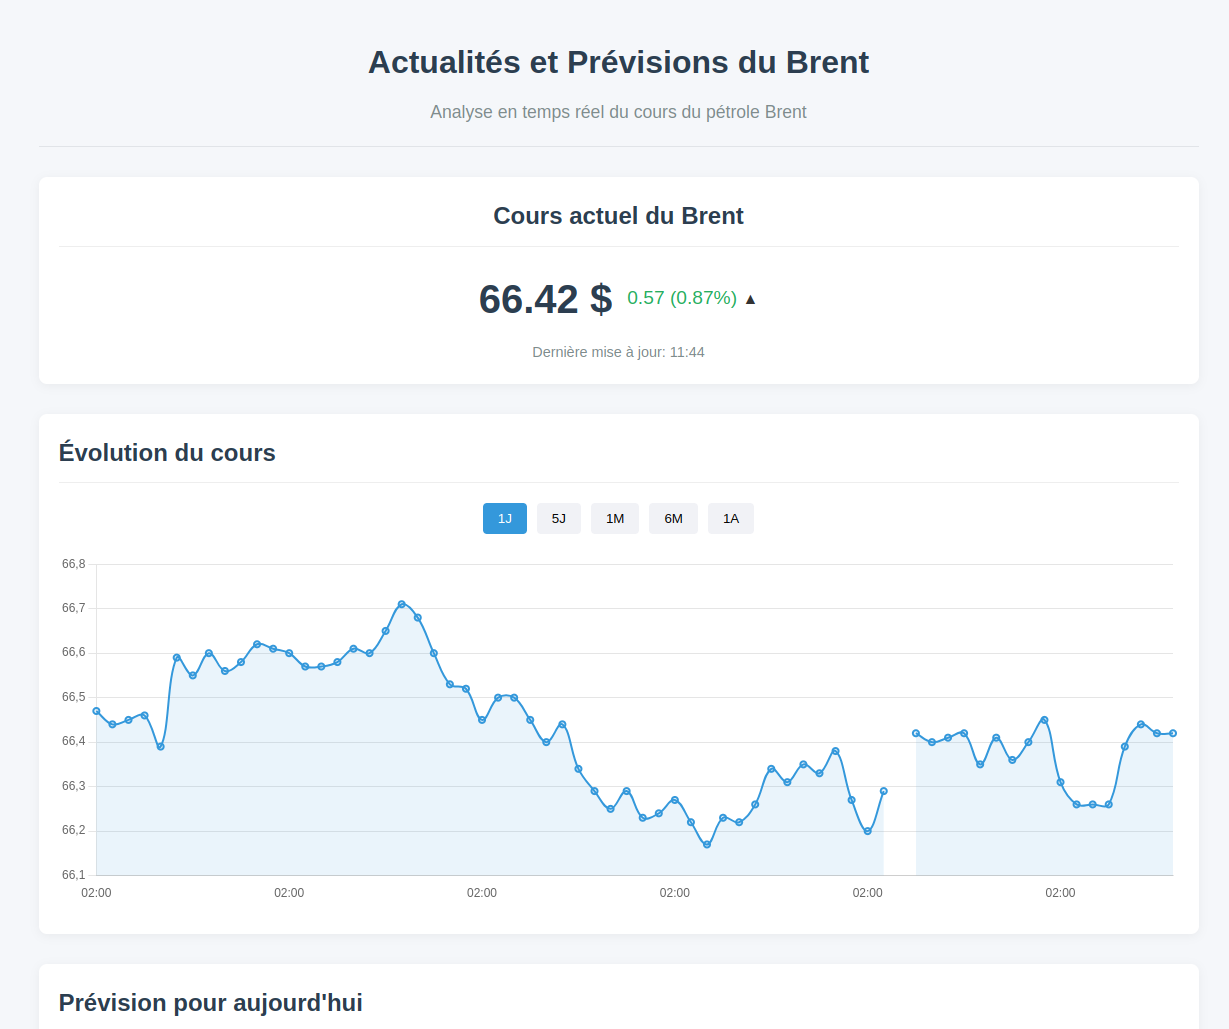 Actualités et Prévisions du Brent
Analyse en temps réel du cours du pétrole Brent
Cours actuel du Brent
66.42 $ 0.57 (0.87%) ▲
Dernière mise à jour: 11:44
Évolution du cours
1J 5J 1M 6M 1A
66,8
66,7
66,6
66,5
66,4
66,3
66,2
66,1
02:00 02:00 02:00 02:00 02:00 02:00
Prévision pour aujourd'hui